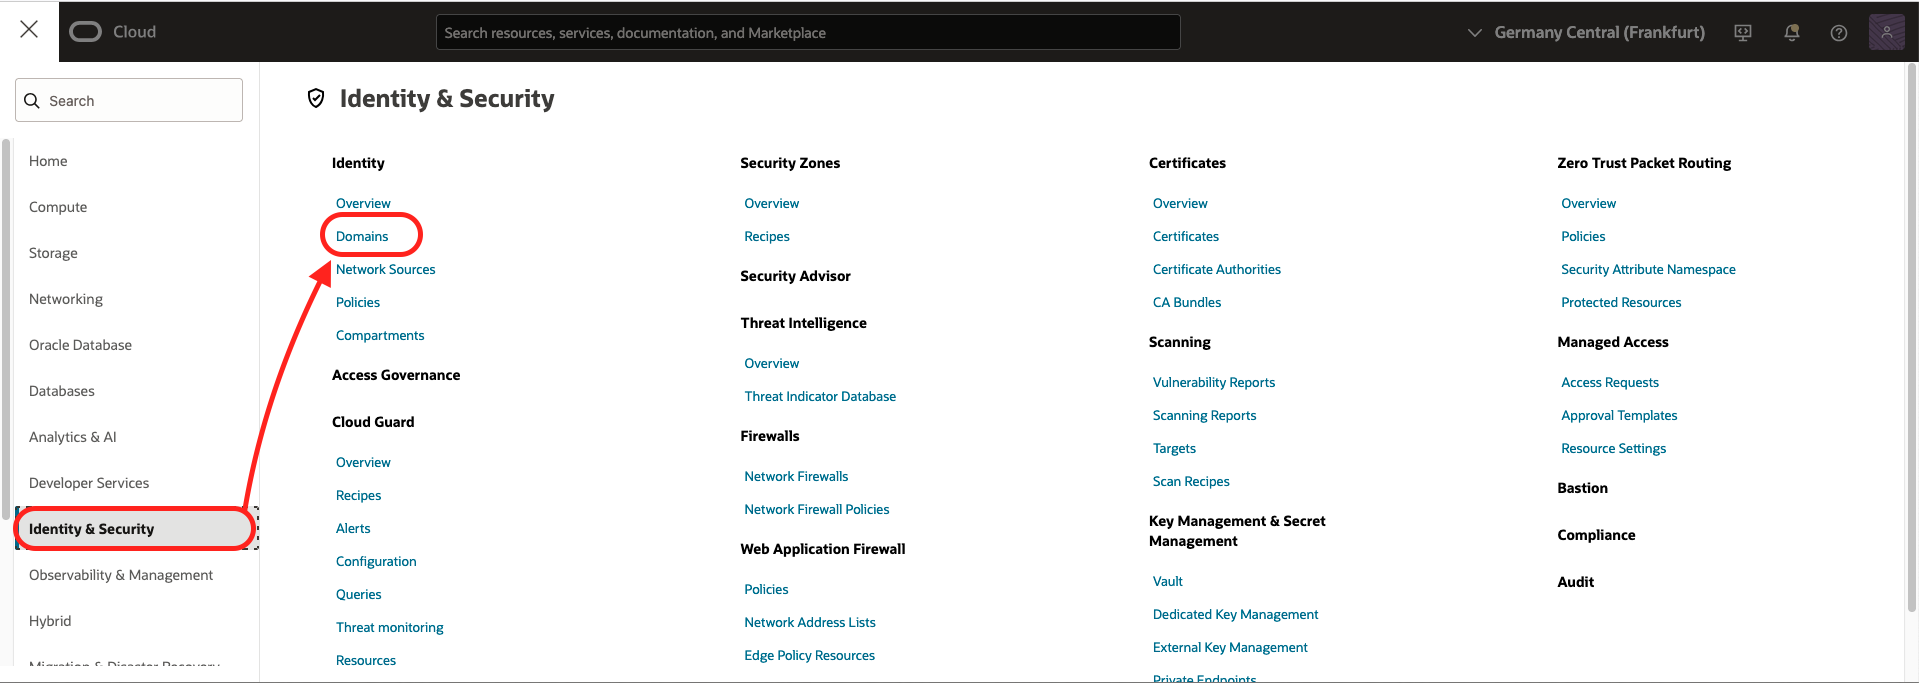 Cloud
Search resources, services, documentation, and Marketplace
Germany Central (Frankfurt)
Search
Home
Compute
Storage
Networking
Oracle Database
Databases
Analytics & AI
Developer Services
Identity & Security
Observability & Management
Hybrid
Migration & Disaster Recovery
Identity & Security
Identity
Overview
Domains
Network Sources
Policies
Compartments
Access Governance
Cloud Guard
Overview
Recipes
Alerts
Configuration
Queries
Threat monitoring
Resources
Security Zones
Overview
Recipes
Security Advisor
Threat Intelligence
Overview
Threat Indicator Database
Firewalls
Network Firewalls
Network Firewall Policies
Web Application Firewall
Policies
Network Address Lists
Edge Policy Resources
Certificates
Overview
Certificates
Certificate Authorities
CA Bundles
Scanning
Vulnerability Reports
Scanning Reports
Targets
Scan Recipes
Key Management & Secret
Management
Vault
Dedicated Key Management
External Key Management
Private Endpoints
Zero Trust Packet Routing
Overview
Policies
Security Attribute Namespace
Protected Resources
Managed Access
Access Requests
Approval Templates
Resource Settings
Bastion
Compliance
Audit